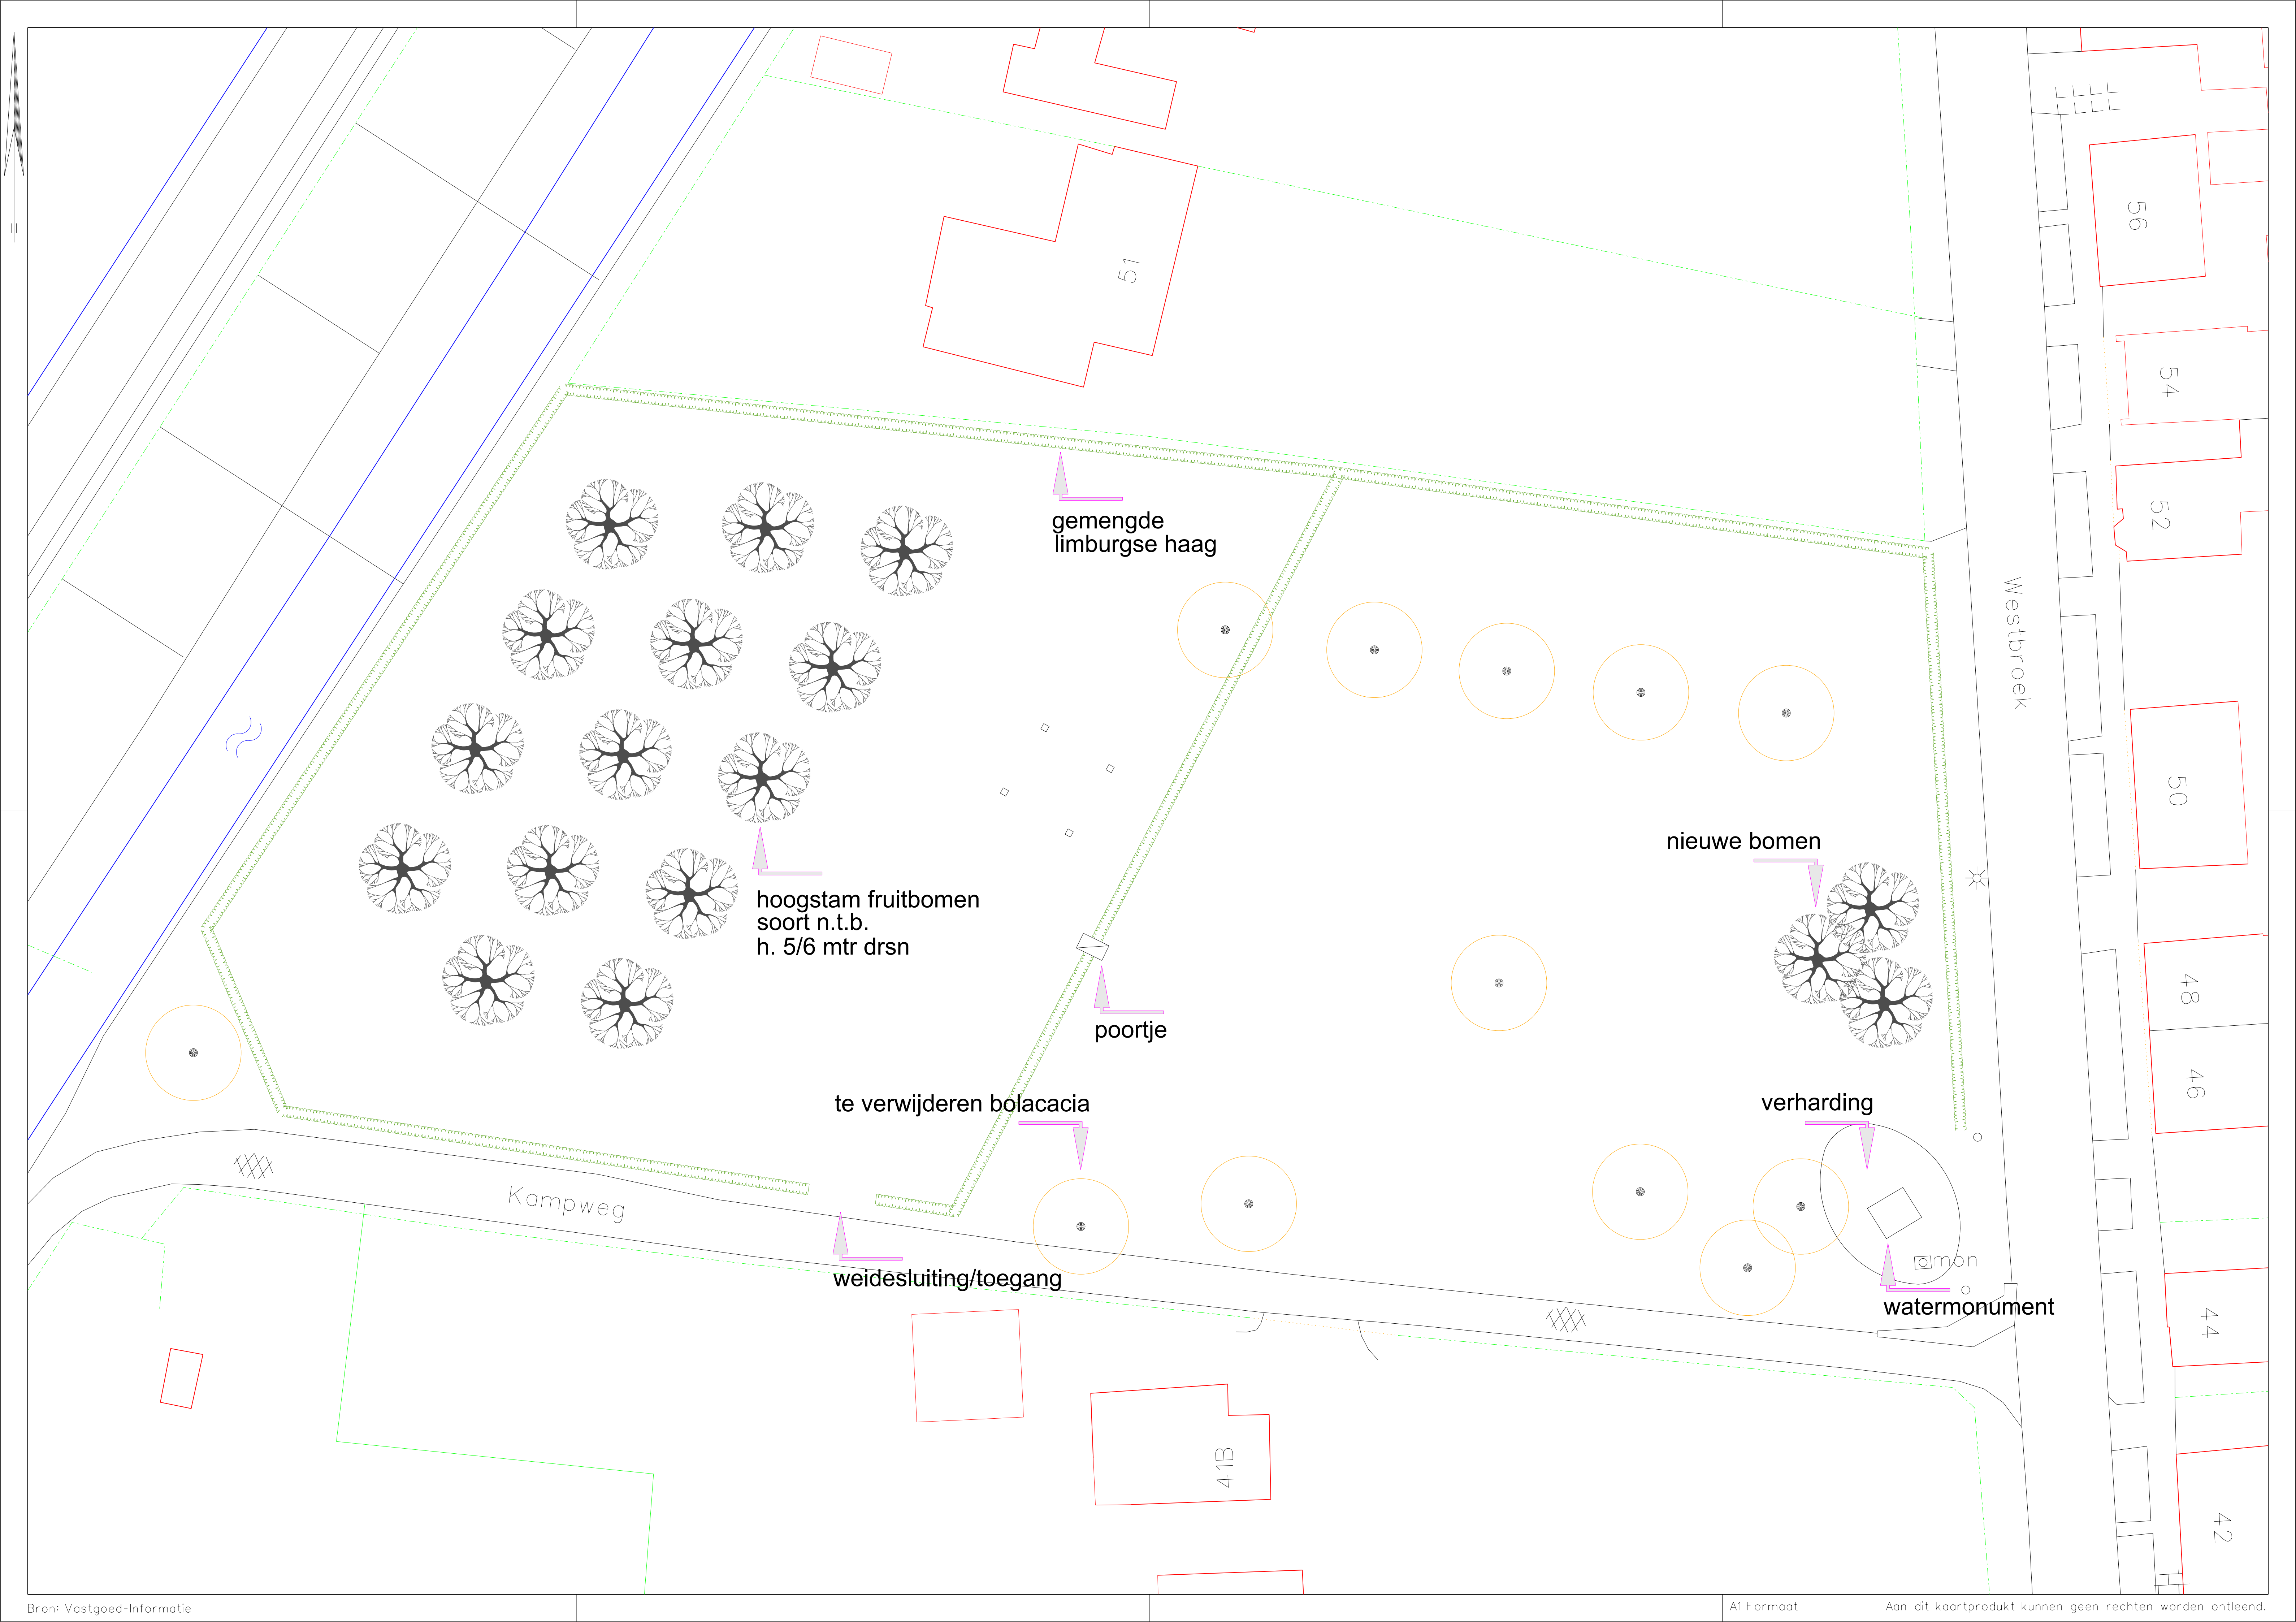 56
51
54
gemengde
limburgse haag
52
Westbroek
50
nieuwe bomen
hoogstam fruitbomen
soort n.t.b.
h. 5/6 mtr drsn
48
poortje
46
te verwijderen bolacacia
verharding
Kampweg
mon
weidesluiting/toegang
watermonument
44
41B
42
Bron: Vastgoed-Informatie
A1 Formaat
Aan dit kaartprodukt kunnen geen rechten worden ontleend.